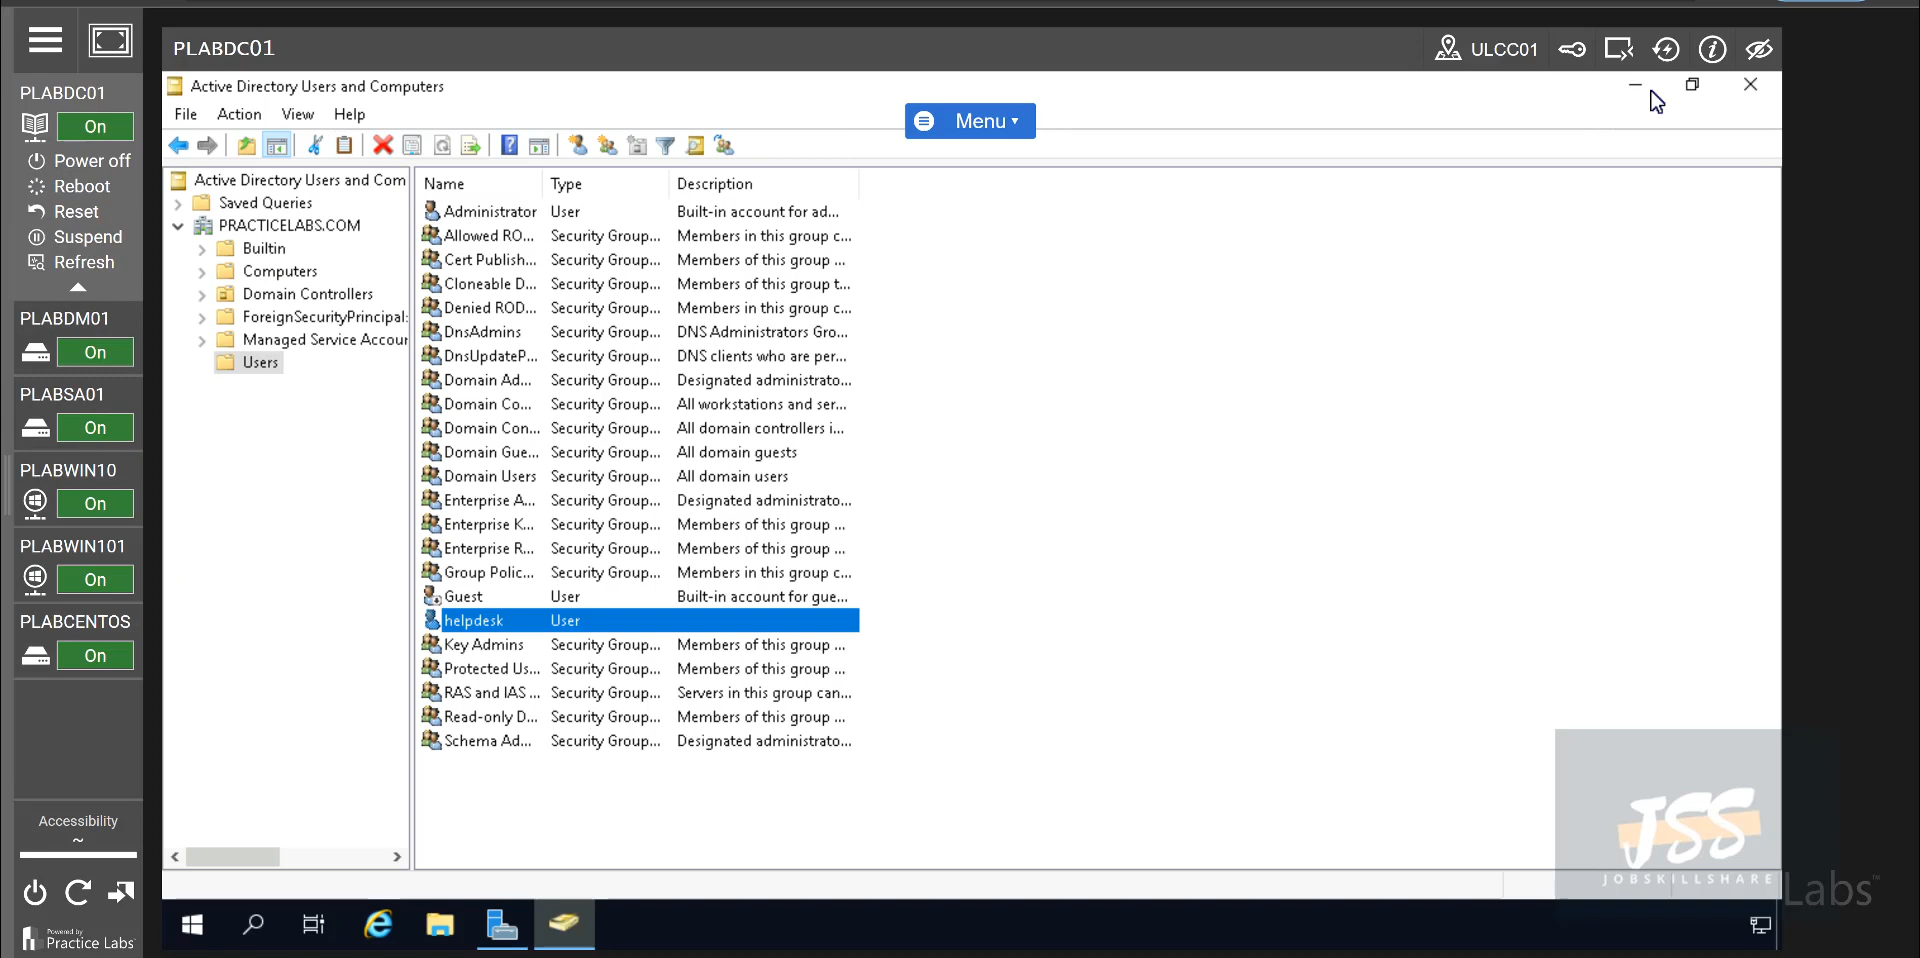 PLABDC01
On
Power off
Reboot
Reset
Suspend
Refresh
PLABDM01
On
PLABSA01
On
PLABWIN10
On
PLABWIN101
On
PLABCENTOS
On
Accessibility
~
Powered by
Practice Labs
PLABDC01
ULCC01
Active Directory Users and Computers
File Action View Help
Menu
Active Directory Users and Com
Saved Queries
PRACTICELABS.COM
Builtin
Computers
Domain Controllers
ForeignSecurityPrincipal
Managed Service Accour
Users
Name Type Description
Administrator User Built-in account for ad...
Allowed RO... Security Group... Members in this group c...
Cert Publish... Security Group... Members of this group ...
Cloneable D... Security Group... Members of this group t...
Denied ROD... Security Group... Members in this group c...
DnsAdmins Security Group... DNS Administrators Gro...
DnsUpdateP... Security Group... DNS clients who are per...
Domain Ad... Security Group... Designated administrato...
Domain Co... Security Group... All workstations and ser...
Domain Con... Security Group... All domain controllers i...
Domain Gue... Security Group... All domain guests
Domain Users Security Group... All domain users
Enterprise A... Security Group... Designated administrato...
Enterprise K... Security Group... Members of this group ...
Enterprise R... Security Group... Members of this group ...
Group Polic... Security Group... Members in this group c...
Guest User Built-in account for gue...
helpdesk User
Key Admins Security Group... Members of this group ...
Protected Us... Security Group... Members of this group ...
RAS and IAS ... Security Group... Servers in this group can...
Read-only D... Security Group... Members of this group ...
Schema Ad... Security Group... Designated administrato...
JSS
JOBSKILLSHARE
Labs™